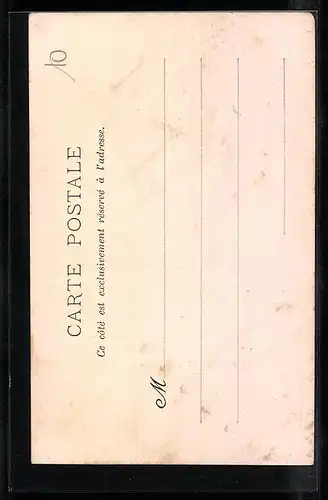 CARTE POSTALE
Ce côté est exclusivement réservé à l'adresse.
M
10